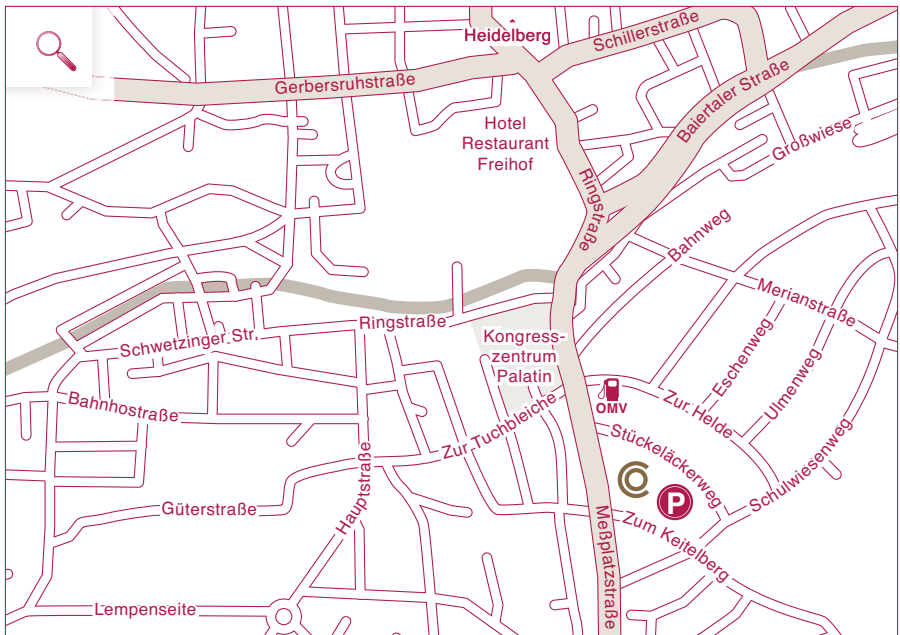 Heidelberg
Schillerstraße
Gerbersruhstraße
Baiertaler Straße
Hotel
Restaurant
Freihof
Großwiese
Ringstraße
Bahnweg
Merianstraße
Ringstraße
Schwetzinger Str.
Kongress-
zentrum
Palatin
Eschenweg
Ulmenweg
Bahnhostraße
OMV
Zur Helde
Zur Tuchbleiche
Stückeläckerweg
Schulwiesenweg
Hauptstraße
P
Güterstraße
Zum Keitelberg
Meßplatzstraße
Lempenseite